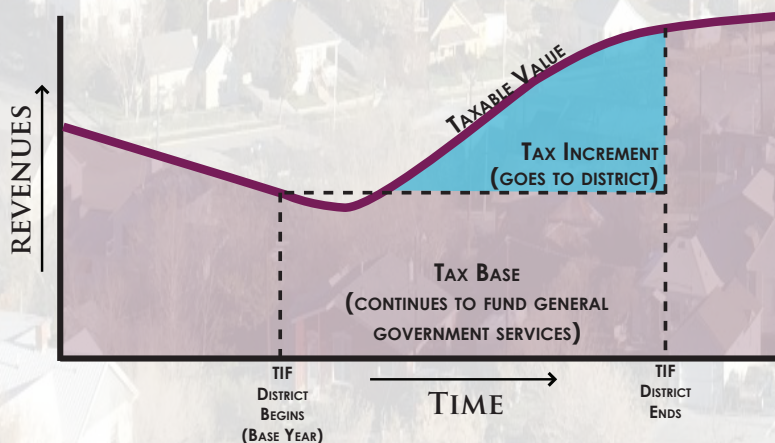 REVENUES
TAXABLE VALUE
TAX INCREMENT
(GOES TO DISTRICT)
TAX BASE
(CONTINUES TO FUND GENERAL
GOVERNMENT SERVICES)
TIF
DISTRICT
BEGINS
(BASE YEAR)
TIME
TIF
DISTRICT
ENDS